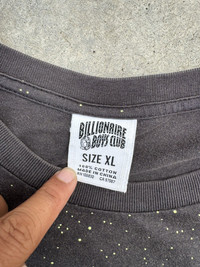 BILLIONAIRE
BOYS CLUB
SIZE XL
100% COTTON
MADE IN CHINA